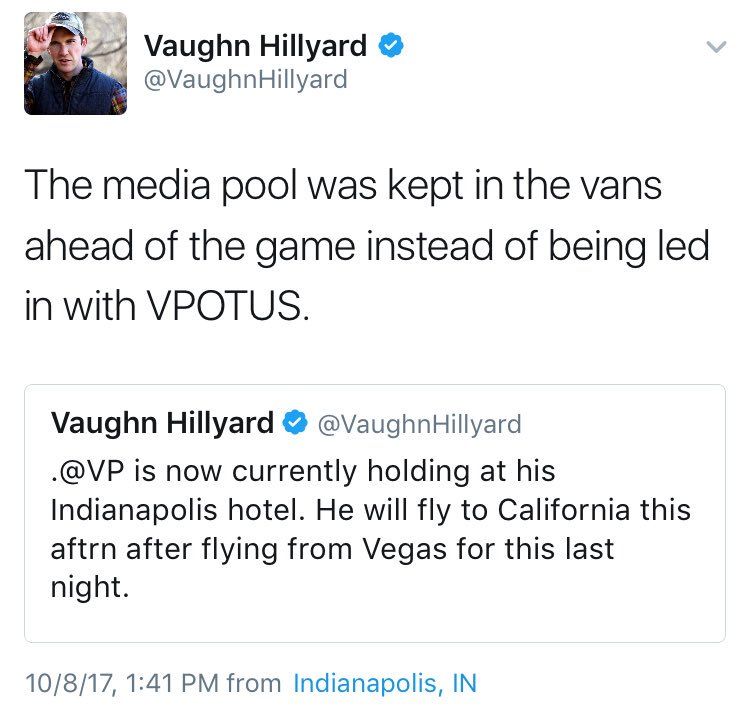 Vaughn Hillyard
@VaughnHillyard
The media pool was kept in the vans
ahead of the game instead of being led
in with VPOTUS.
Vaughn Hillyard @VaughnHillyard
.@VP is now currently holding at his
Indianapolis hotel. He will fly to California this
aftrn after flying from Vegas for this last
night.
10/8/17, 1:41 PM from Indianapolis, IN